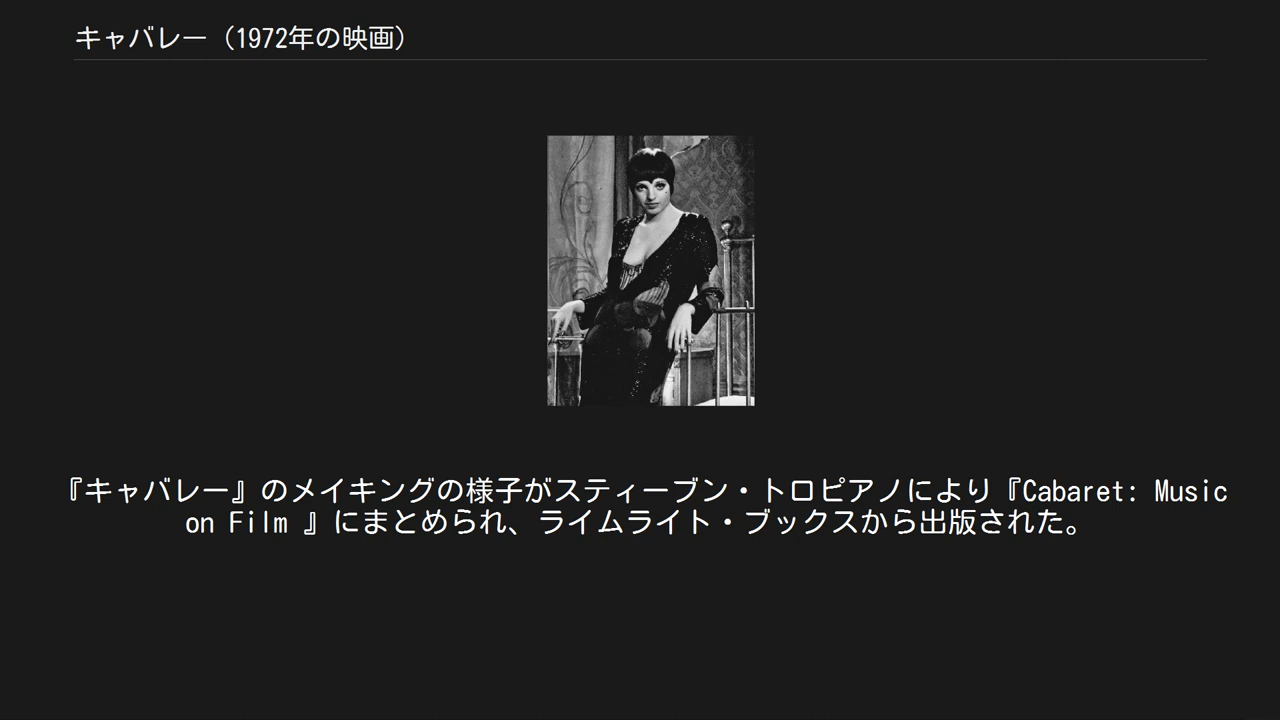 キャバレー（1972年の映画）
『キャバレー』のメイキングの様子がスティーブン・トロピアノにより『Cabaret: Music
on Film 』にまとめられ、ライムライト・ブックスから出版された。